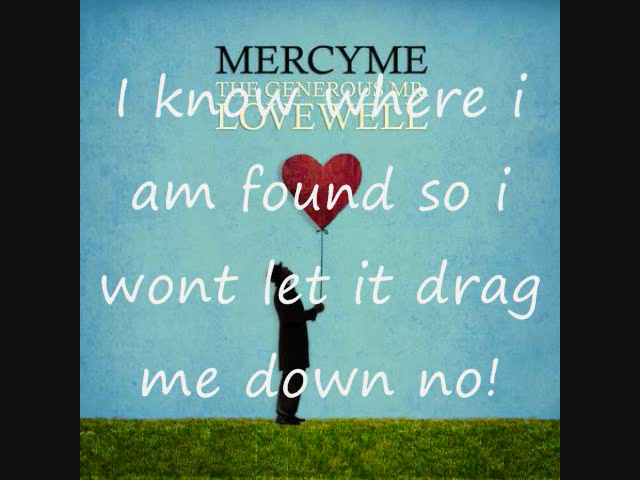 MERCYME
THE GENEROUS MR.
LOVEWELL
I know where i
am found so i
wont let it drag
me down no!